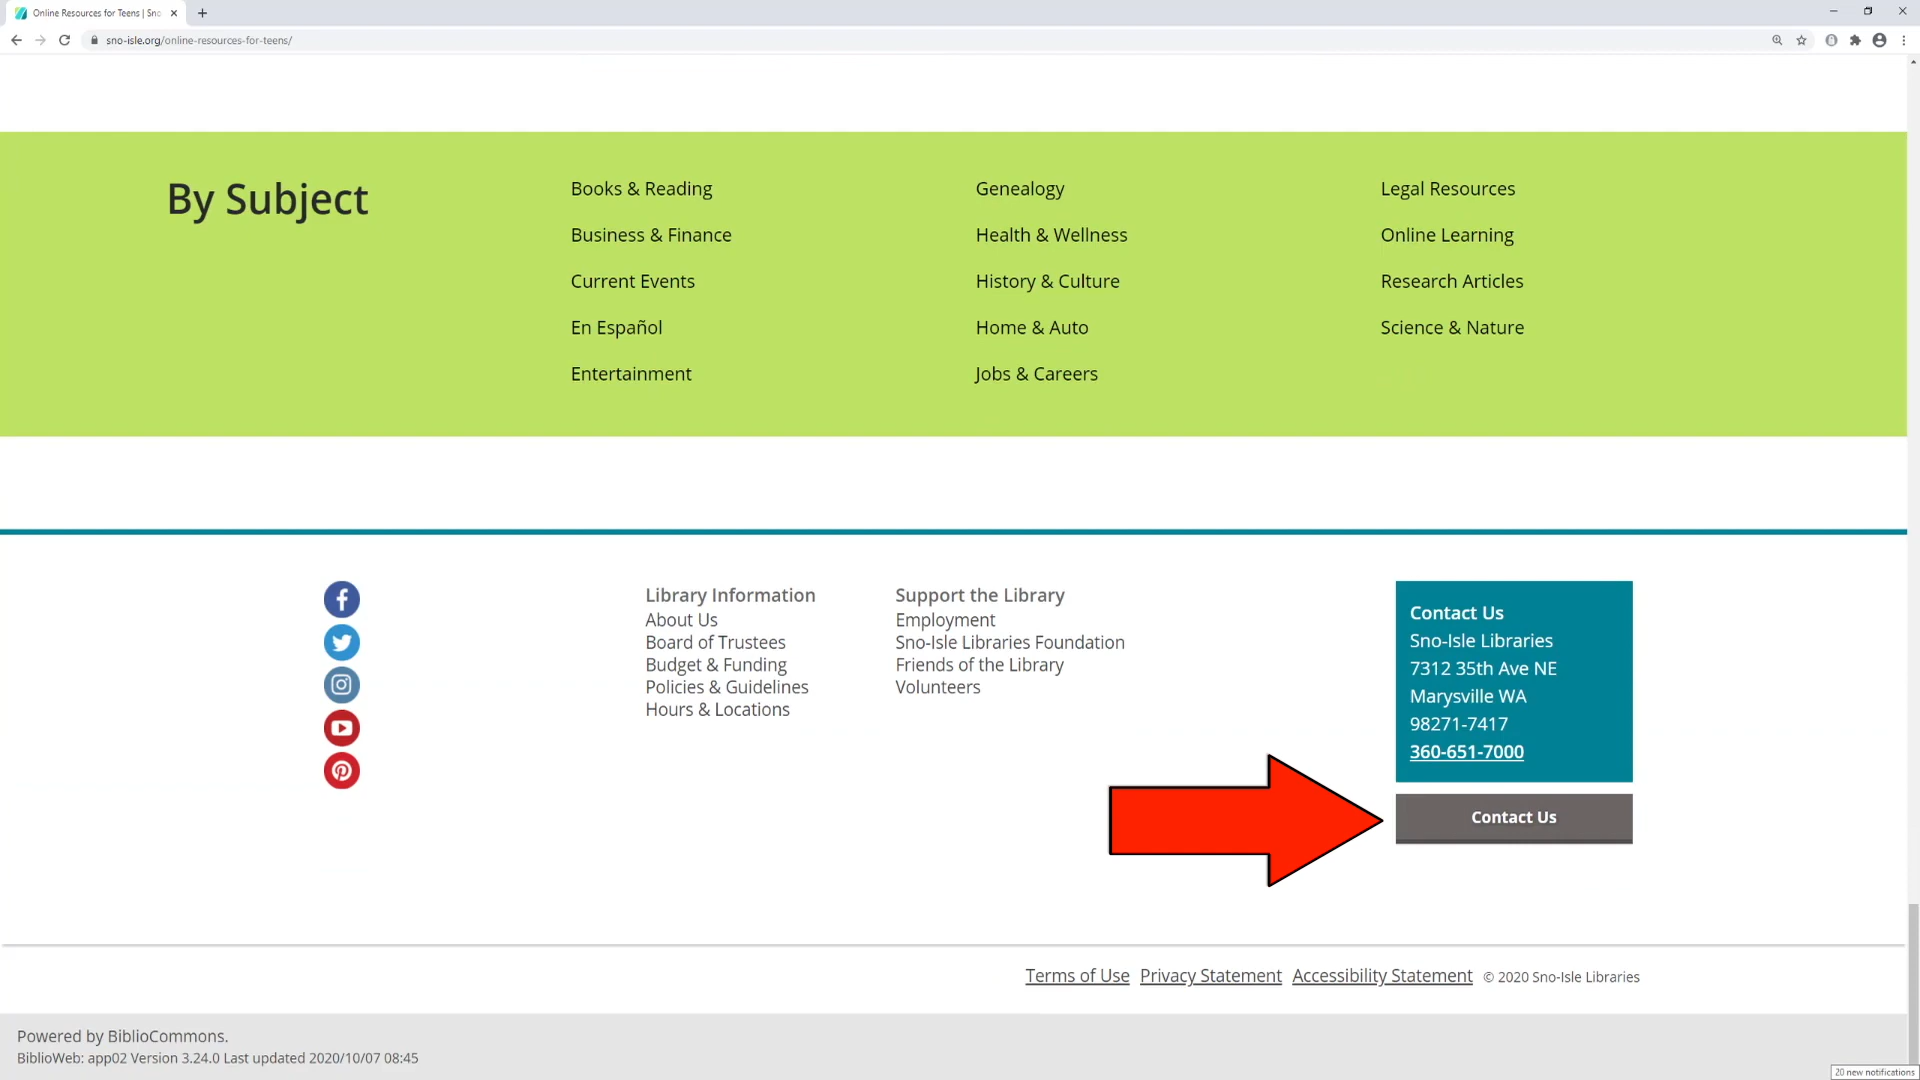 Online Resources for Teens | Sno
sno-isle.org/online-resources-for-teens/
By Subject
Books & Reading
Business & Finance
Current Events
En Español
Entertainment
Genealogy
Health & Wellness
History & Culture
Home & Auto
Jobs & Careers
Legal Resources
Online Learning
Research Articles
Science & Nature
Library Information
About Us
Board of Trustees
Budget & Funding
Policies & Guidelines
Hours & Locations
Support the Library
Employment
Sno-Isle Libraries Foundation
Friends of the Library
Volunteers
Contact Us
Sno-Isle Libraries
7312 35th Ave NE
Marysville WA
98271-7417
360-651-7000
Contact Us
Terms of Use Privacy Statement Accessibility Statement © 2020 Sno-Isle Libraries
Powered by BiblioCommons.
BiblioWeb: app02 Version 3.24.0 Last updated 2020/10/07 08:45
20 new notifications